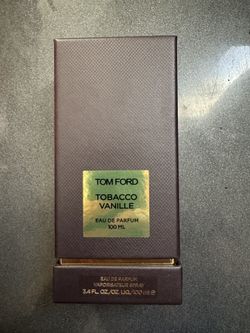 TOM FORD
TOBACCO
VANILLE
EAU DE PARFUM
100 ML
EAU DE PARFUM
VAPORISATEUR SPRAY
3.4 FL. OZ./OZ. LIQ./100 ml ℮